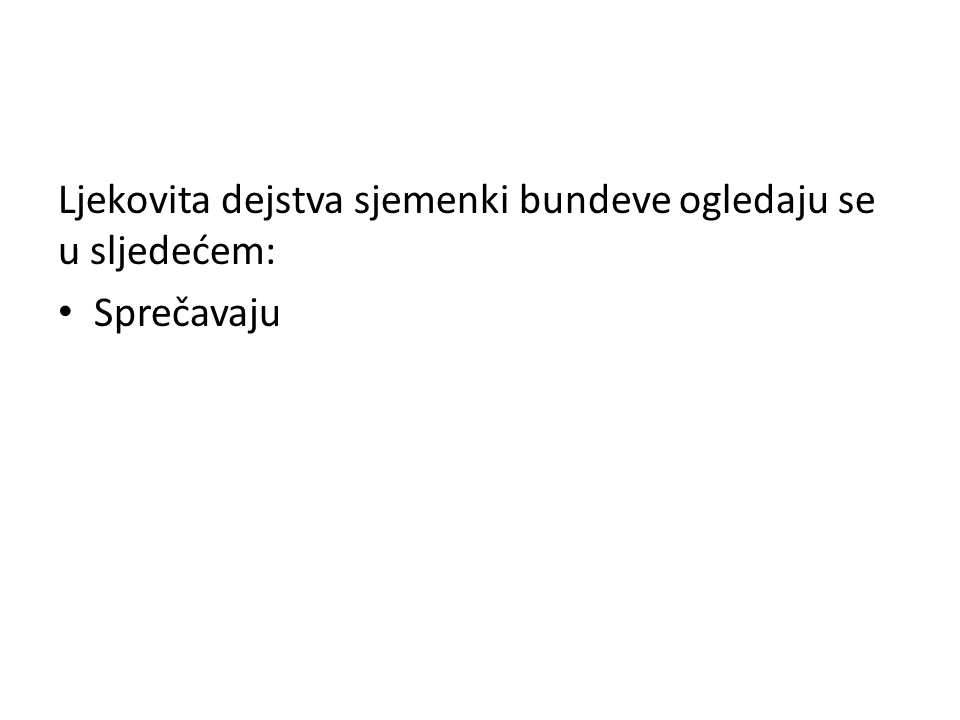 Ljekovita dejstva sjemenki bundeve ogledaju se
u sljedećem:
• Sprečavaju